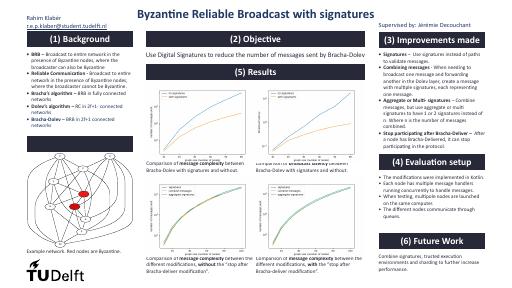 Byzantine Reliable Broadcast with signatures
Rahim Klabér
r.e.p.klaber@student.tudelft.nl
Supervised by: Jérémie Decouchant
(1) Background
• BRB – Broadcast to entire network in the
presence of Byzantine nodes, where the
broadcaster can also be Byzantine
• Reliable Communication - Broadcast to entire
network in the presence of Byzantine nodes,
where the broadcaster cannot be Byzantine.
• Bracha's algorithm – BRB in fully connected
networks
• Dolev's algorithm – RC in 2f+1- connected
networks
• Bracha-Dolev – BRB in 2f+1- connected
networks
Example network. Red nodes are Byzantine.
TUDelft
(2) Objective
Use Digital Signatures to reduce the number of messages sent by Bracha-Dolev
(5) Results
Comparison of message complexity between
Bracha-Dolev with signatures and without.
Comparison of broadcast latency between
Bracha-Dolev with signatures and without.
Comparison of message complexity between the
different modifications, without the "stop after
Bracha-deliver modification".
Comparison of message complexity between the
different modifications, with the "stop after
Bracha-deliver modification".
(3) Improvements made
• Signatures – Use signatures instead of paths
to validate messages.
• Combining messages - When needing to
broadcast one message and forwarding
another in the Dolev layer, create a message
with multiple signatures, each representing
one message.
• Aggregate or Multi- signatures – Combine
messages, but use aggregate or multi
signatures to have 1 or 2 signatures instead of
n. Where n is the number of messages
combined.
• Stop participating after Bracha-Deliver – After
a node has Bracha-Delivered, it can stop
participating in the protocol.
(4) Evaluation setup
• The modifications were implemented in Kotlin.
• Each node has multiple message handlers
running concurrently to handle messages.
• When testing, multiple nodes are launched
on the same computer.
• The different nodes communicate through
queues.
(6) Future Work
Combine signatures, trusted execution
environments and sharding to further increase
performance.